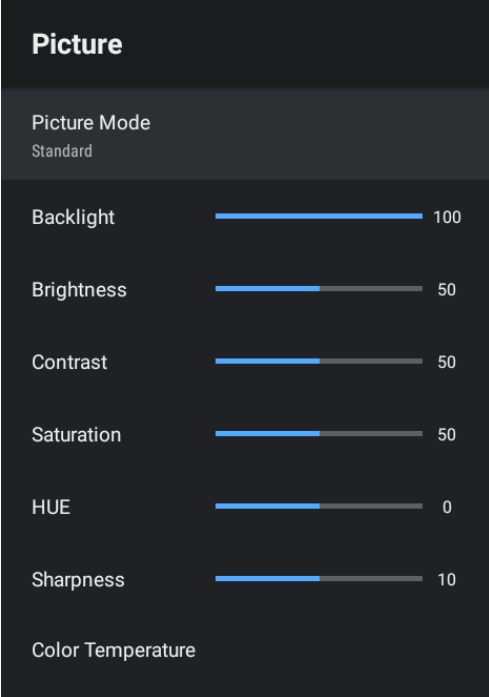 Picture
Picture Mode
Standard
Backlight 100
Brightness 50
Contrast 50
Saturation 50
HUE 0
Sharpness 10
Color Temperature